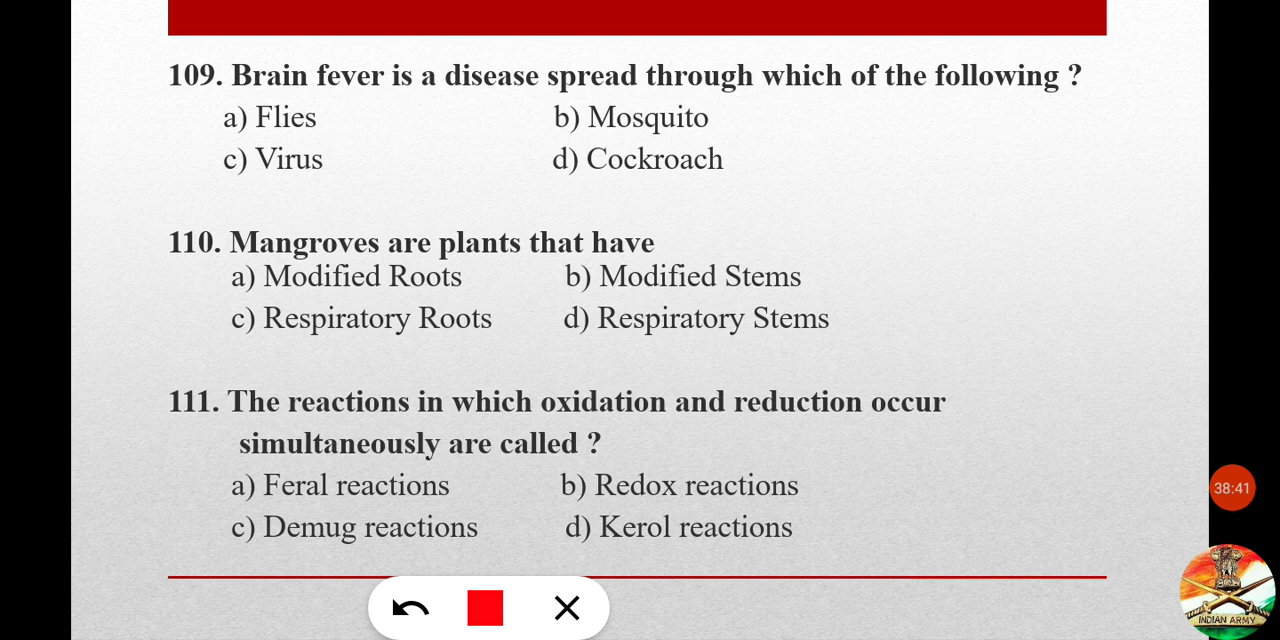 109. Brain fever is a disease spread through which of the following ?
a) Flies b) Mosquito
c) Virus d) Cockroach
110. Mangroves are plants that have
a) Modified Roots b) Modified Stems
c) Respiratory Roots d) Respiratory Stems
111. The reactions in which oxidation and reduction occur
simultaneously are called ?
a) Feral reactions b) Redox reactions
c) Demug reactions d) Kerol reactions
38:41
INDIAN ARMY